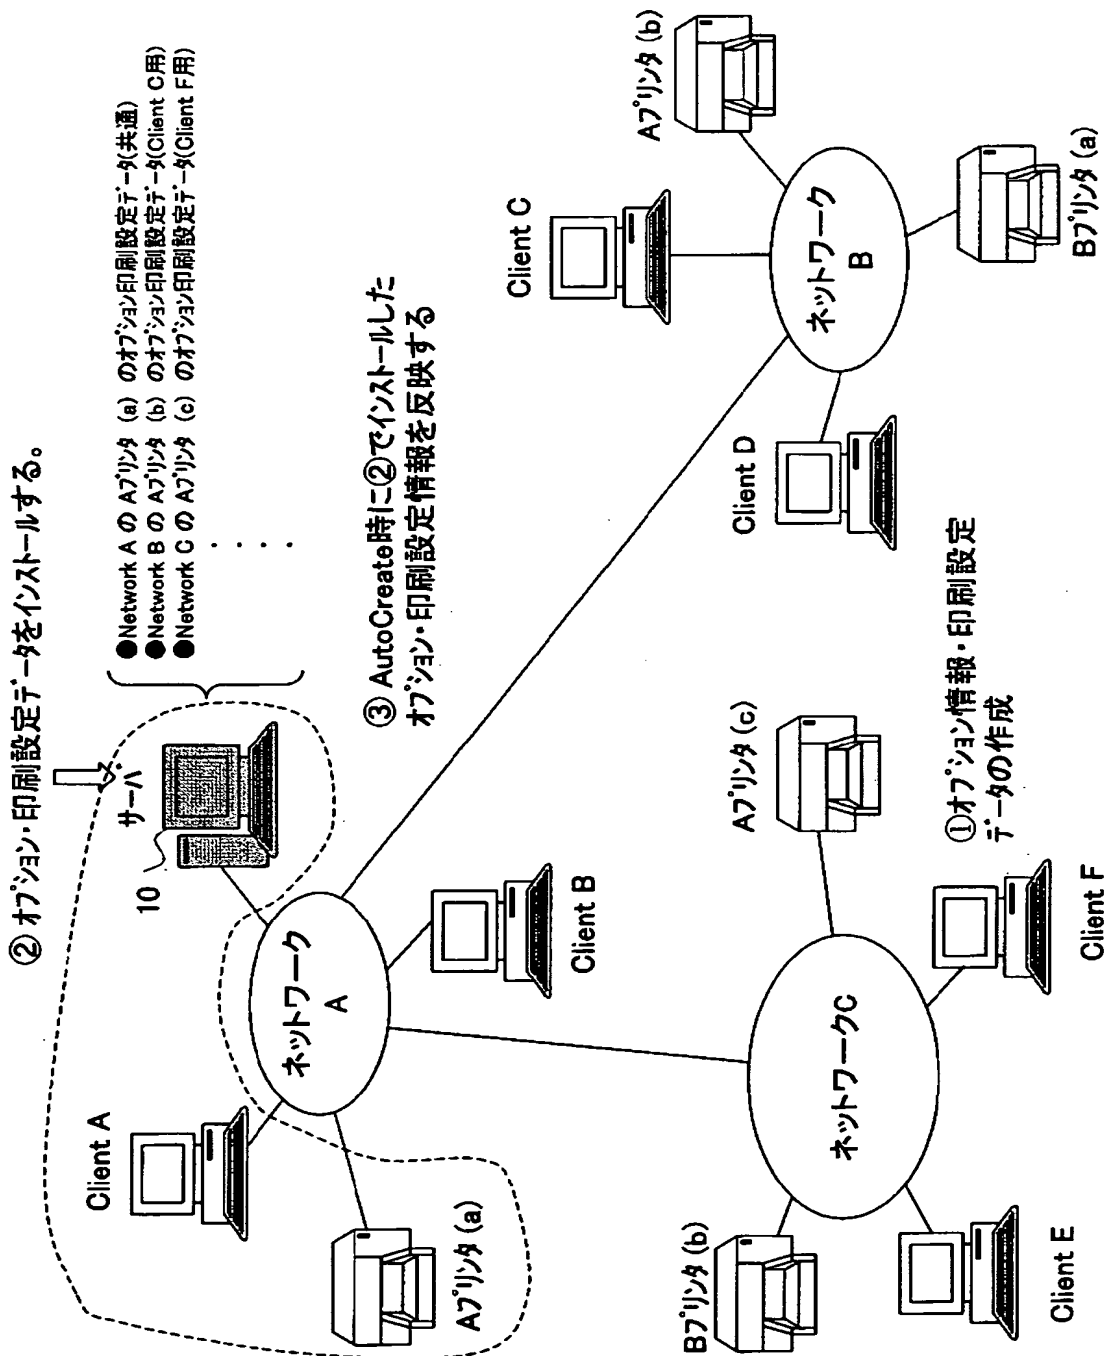 ② オプション・印刷設定データをインストールする。
サーバ
10
●Network A の Aプリンタ (a) のオプション印刷設定データ(共通)
●Network B の Aプリンタ (b) のオプション印刷設定データ(Client C用)
●Network C の Aプリンタ (c) のオプション印刷設定データ(Client F用)
・・・・
③ AutoCreate時に②でインストールした
オプション・印刷設定情報を反映する
Client A
ネットワーク
A
Aプリンタ (a)
Client B
Client C
Aプリンタ (b)
ネットワーク
B
Client D
Bプリンタ (a)
①オプション情報・印刷設定
データの作成
Aプリンタ (c)
Bプリンタ (b)
ネットワークC
Client E
Client F